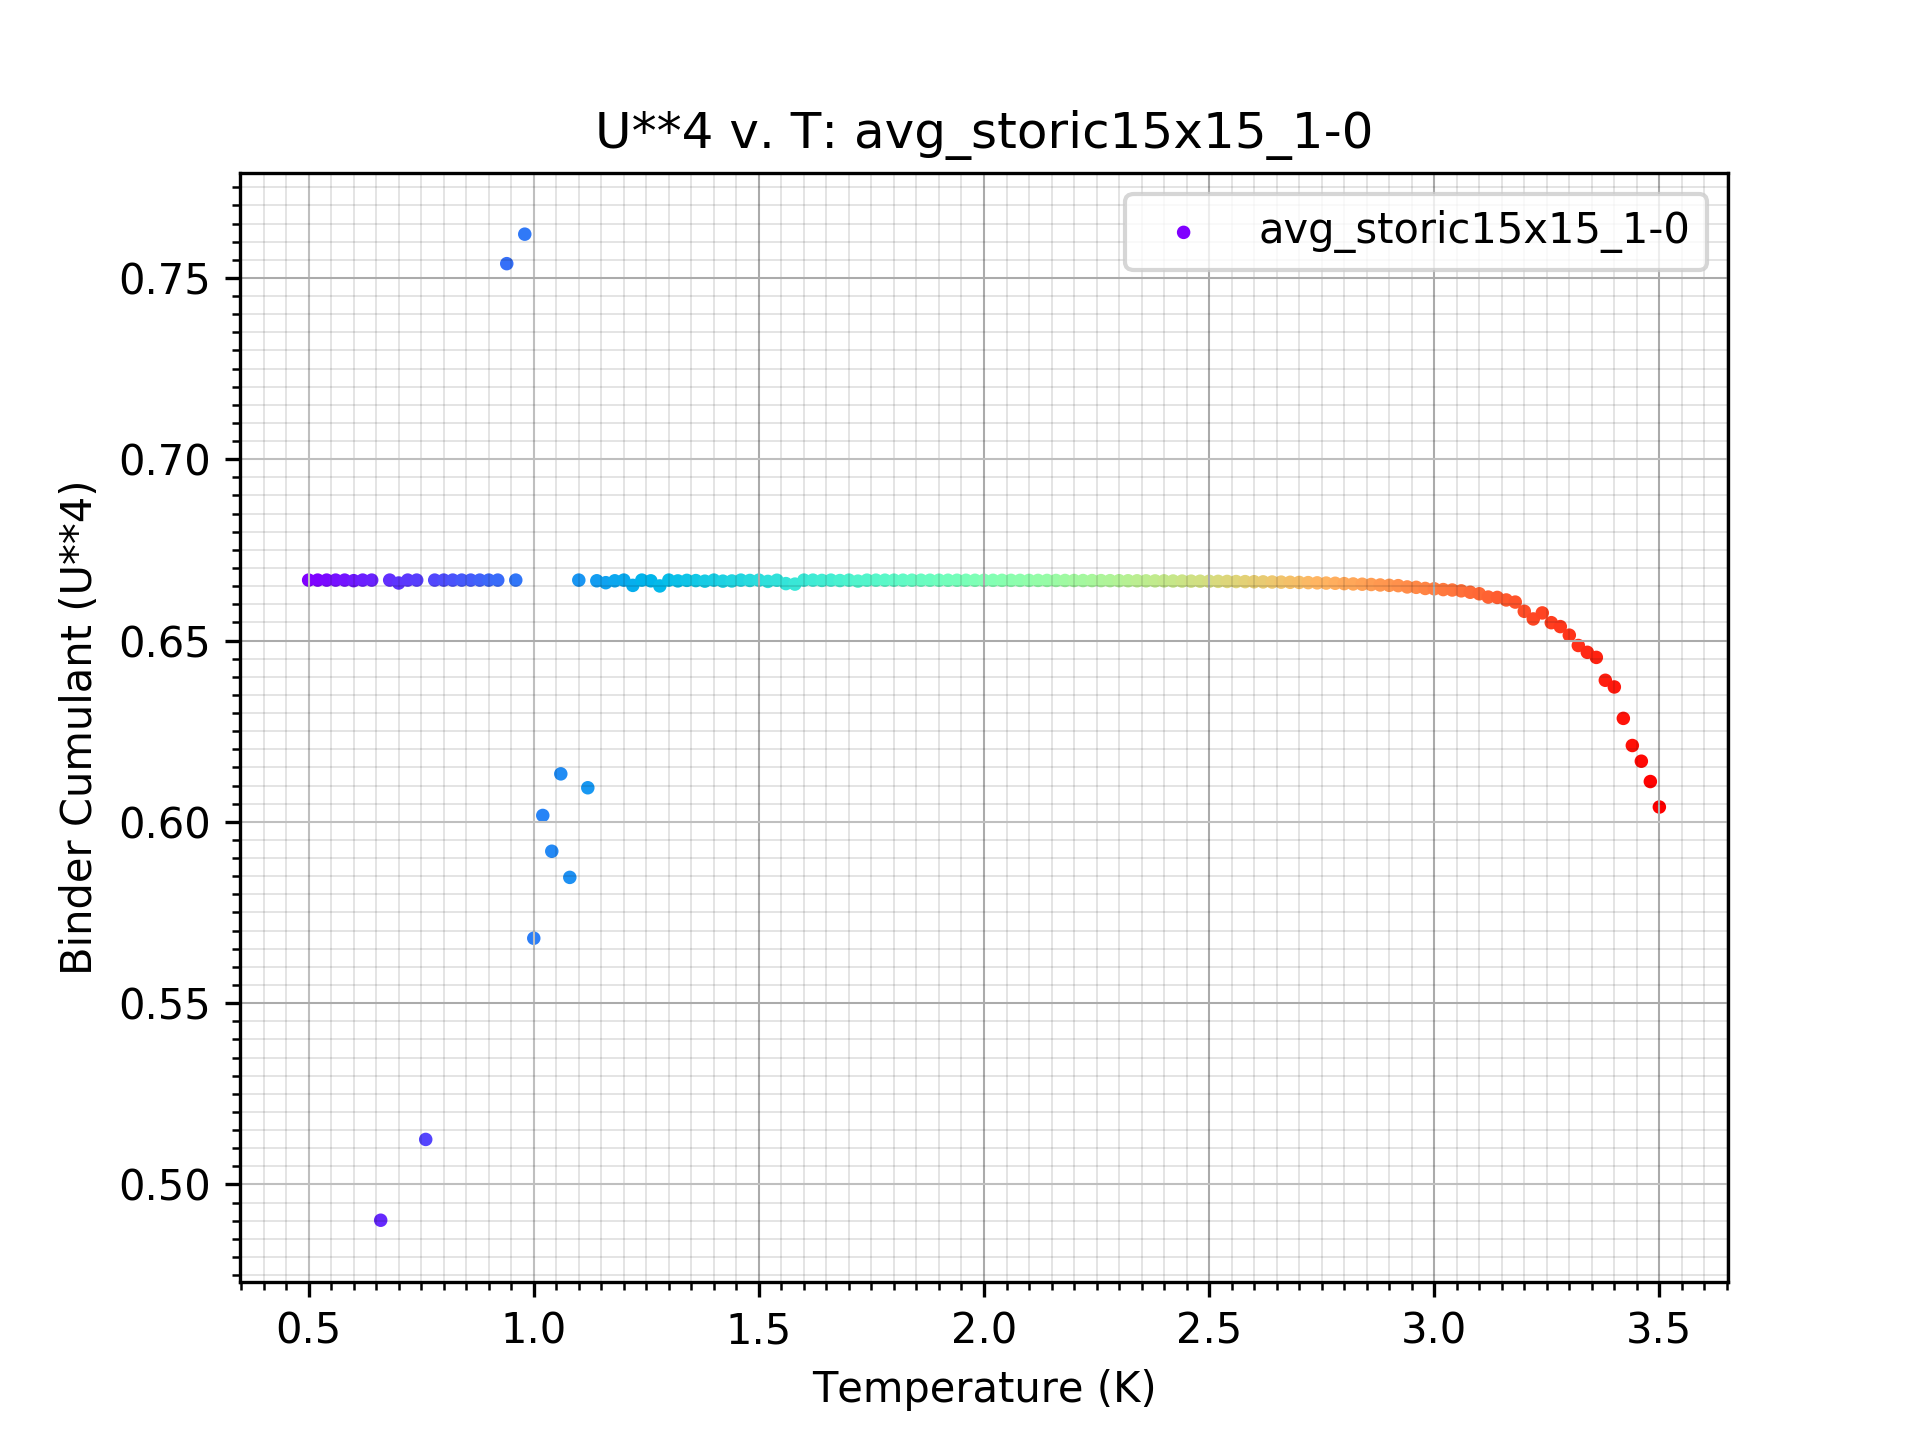 U**4 v. T: avg_storic15x15_1-0
avg_storic15x15_1-0
Binder Cumulant (U**4)
0.75
0.70
0.65
0.60
0.55
0.50
0.5 1.0 1.5 2.0 2.5 3.0 3.5
Temperature (K)